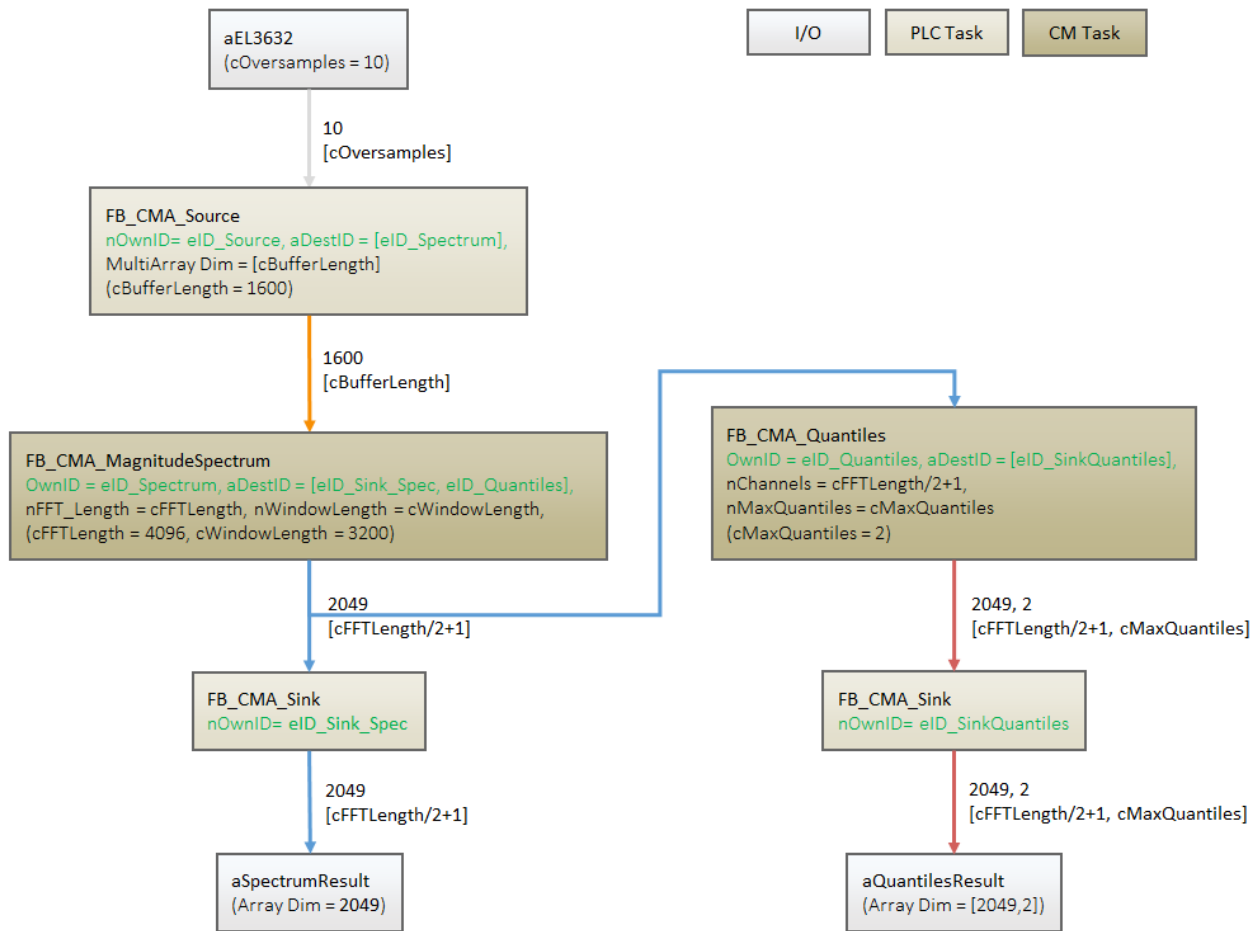 aEL3632
(cOversamples = 10)
I/O
PLC Task
CM Task
10
[cOversamples]
FB_CMA_Source
nOwnID= eID_Source, aDestID = [eID_Spectrum],
MultiArray Dim = [cBufferLength]
(cBufferLength = 1600)
1600
[cBufferLength]
FB_CMA_MagnitudeSpectrum
OwnID = eID_Spectrum, aDestID = [eID_Sink_Spec, eID_Quantiles],
nFFT_Length = cFFTLength, nWindowLength = cWindowLength,
(cFFTLength = 4096, cWindowLength = 3200)
FB_CMA_Quantiles
OwnID = eID_Quantiles, aDestID = [eID_SinkQuantiles],
nChannels = cFFTLength/2+1,
nMaxQuantiles = cMaxQuantiles
(cMaxQuantiles = 2)
2049
[cFFTLength/2+1]
2049, 2
[cFFTLength/2+1, cMaxQuantiles]
FB_CMA_Sink
nOwnID= eID_Sink_Spec
FB_CMA_Sink
nOwnID= eID_SinkQuantiles
2049
[cFFTLength/2+1]
2049, 2
[cFFTLength/2+1, cMaxQuantiles]
aSpectrumResult
(Array Dim = 2049)
aQuantilesResult
(Array Dim = [2049,2])